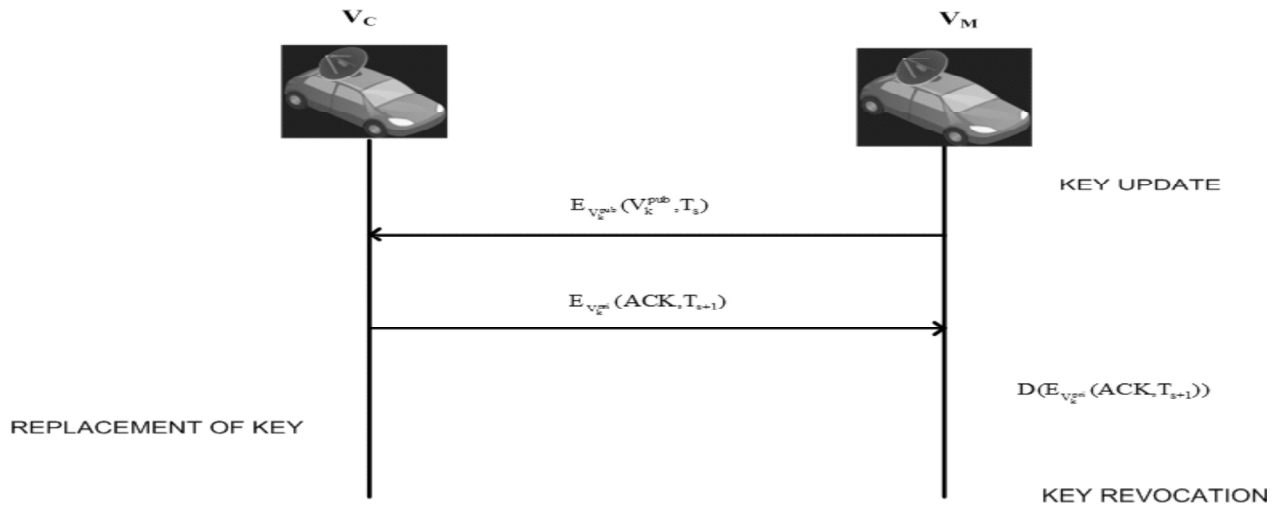 V_C V_M
KEY UPDATE
E_{V_k^{pub}}(V_k^{pub},T_s)
E_{V_k^{pri}}(ACK,T_{s+1})
D(E_{V_k^{pri}}(ACK,T_{s+1}))
REPLACEMENT OF KEY
KEY REVOCATION